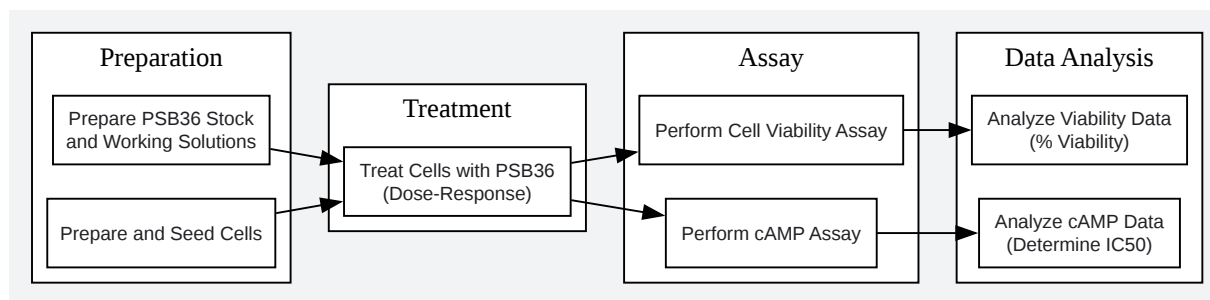 Preparation
Prepare PSB36 Stock
and Working Solutions
Prepare and Seed Cells
Treatment
Treat Cells with PSB36
(Dose-Response)
Assay
Perform Cell Viability Assay
Perform cAMP Assay
Data Analysis
Analyze Viability Data
(% Viability)
Analyze cAMP Data
(Determine IC50)